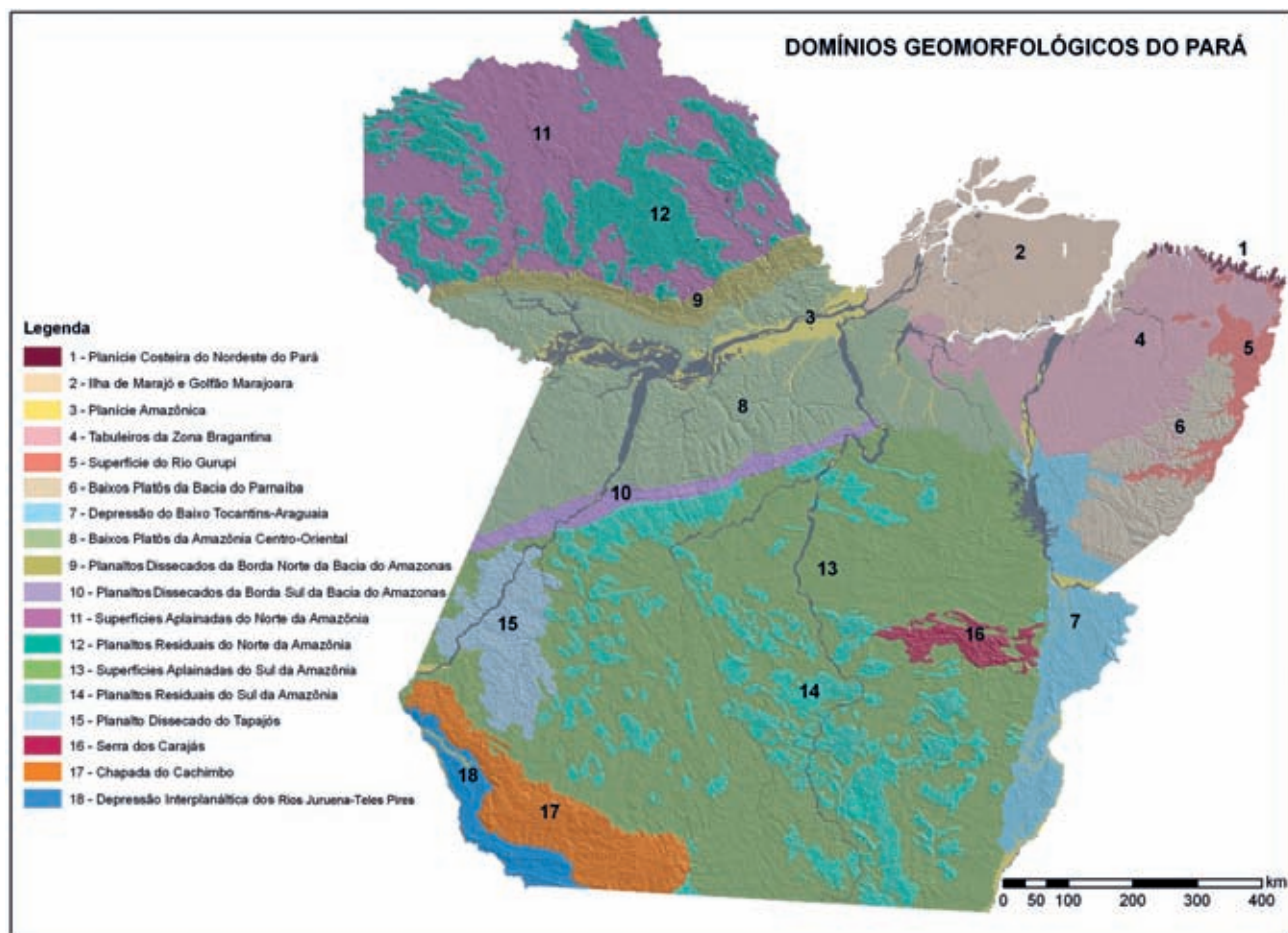 DOMÍNIOS GEOMORFOLÓGICOS DO PARÁ
11
12
2
1
9
3
4
5
8
6
10
13
15
16
7
14
18
17
Legenda
1 - Planície Costeira do Nordeste do Pará
2 - Ilha de Marajó e Golfão Marajoara
3 - Planície Amazônica
4 - Tabuleiros da Zona Bragantina
5 - Superfície do Rio Gurupi
6 - Baixos Platôs da Bacia do Parnaíba
7 - Depressão do Baixo Tocantins-Araguaia
8 - Baixos Platôs da Amazônia Centro-Oriental
9 - Planaltos Dissecados da Borda Norte da Bacia do Amazonas
10 - Planaltos Dissecados da Borda Sul da Bacia do Amazonas
11 - Superfícies Aplainadas do Norte da Amazônia
12 - Planaltos Residuais do Norte da Amazônia
13 - Superfícies Aplainadas do Sul da Amazônia
14 - Planaltos Residuais do Sul da Amazônia
15 - Planalto Dissecado do Tapajós
16 - Serra dos Carajás
17 - Chapada do Cachimbo
18 - Depressão Interplanáltica dos Rios Juruena-Teles Pires
km
0 50 100 200 300 400